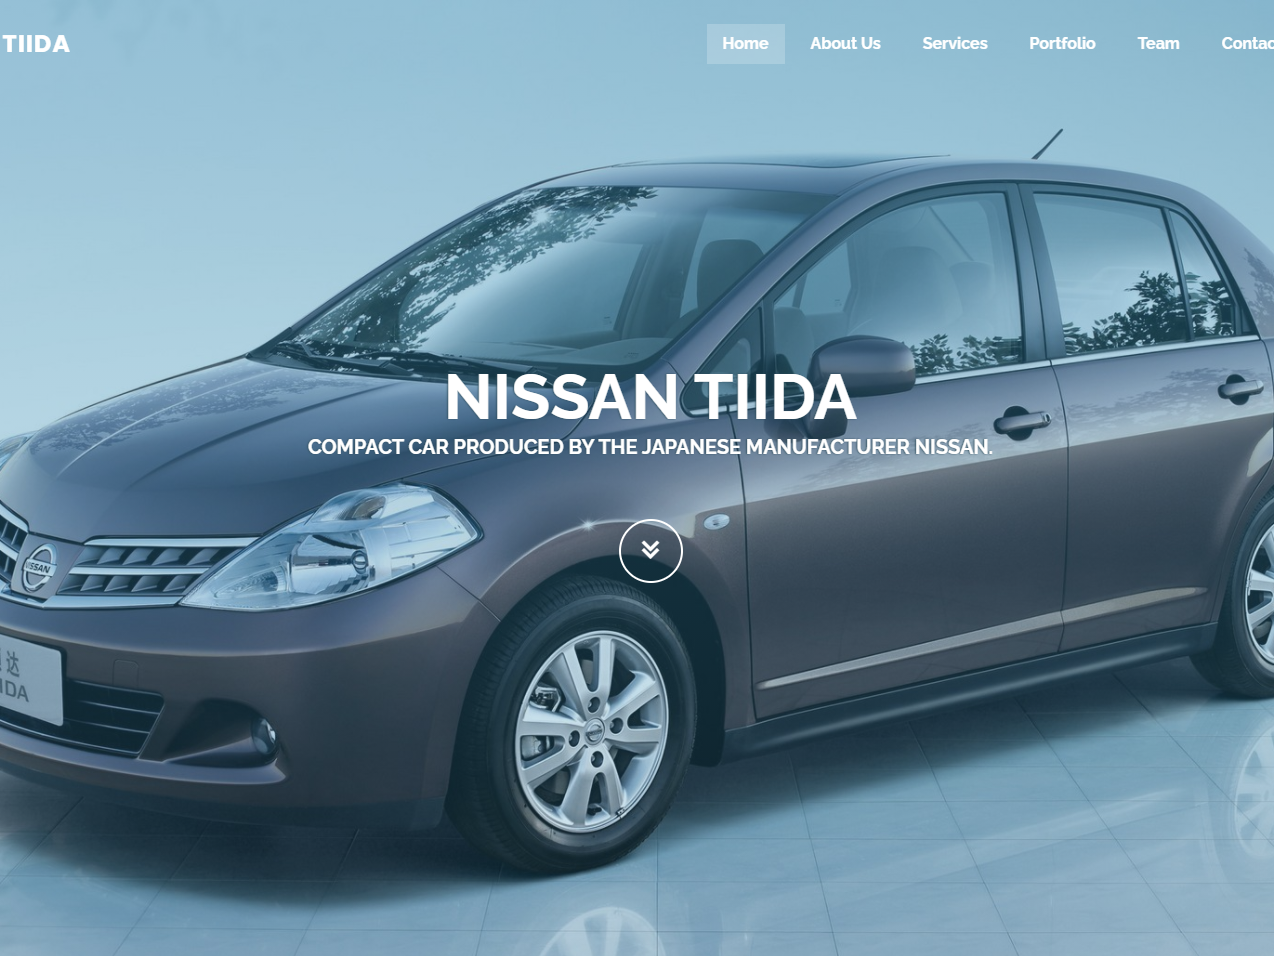 TIIDA
Home
About Us
Services
Portfolio
Team
NISSAN TIIDA
COMPACT CAR PRODUCED BY THE JAPANESE MANUFACTURER NISSAN.
NISSAN
达
IDA